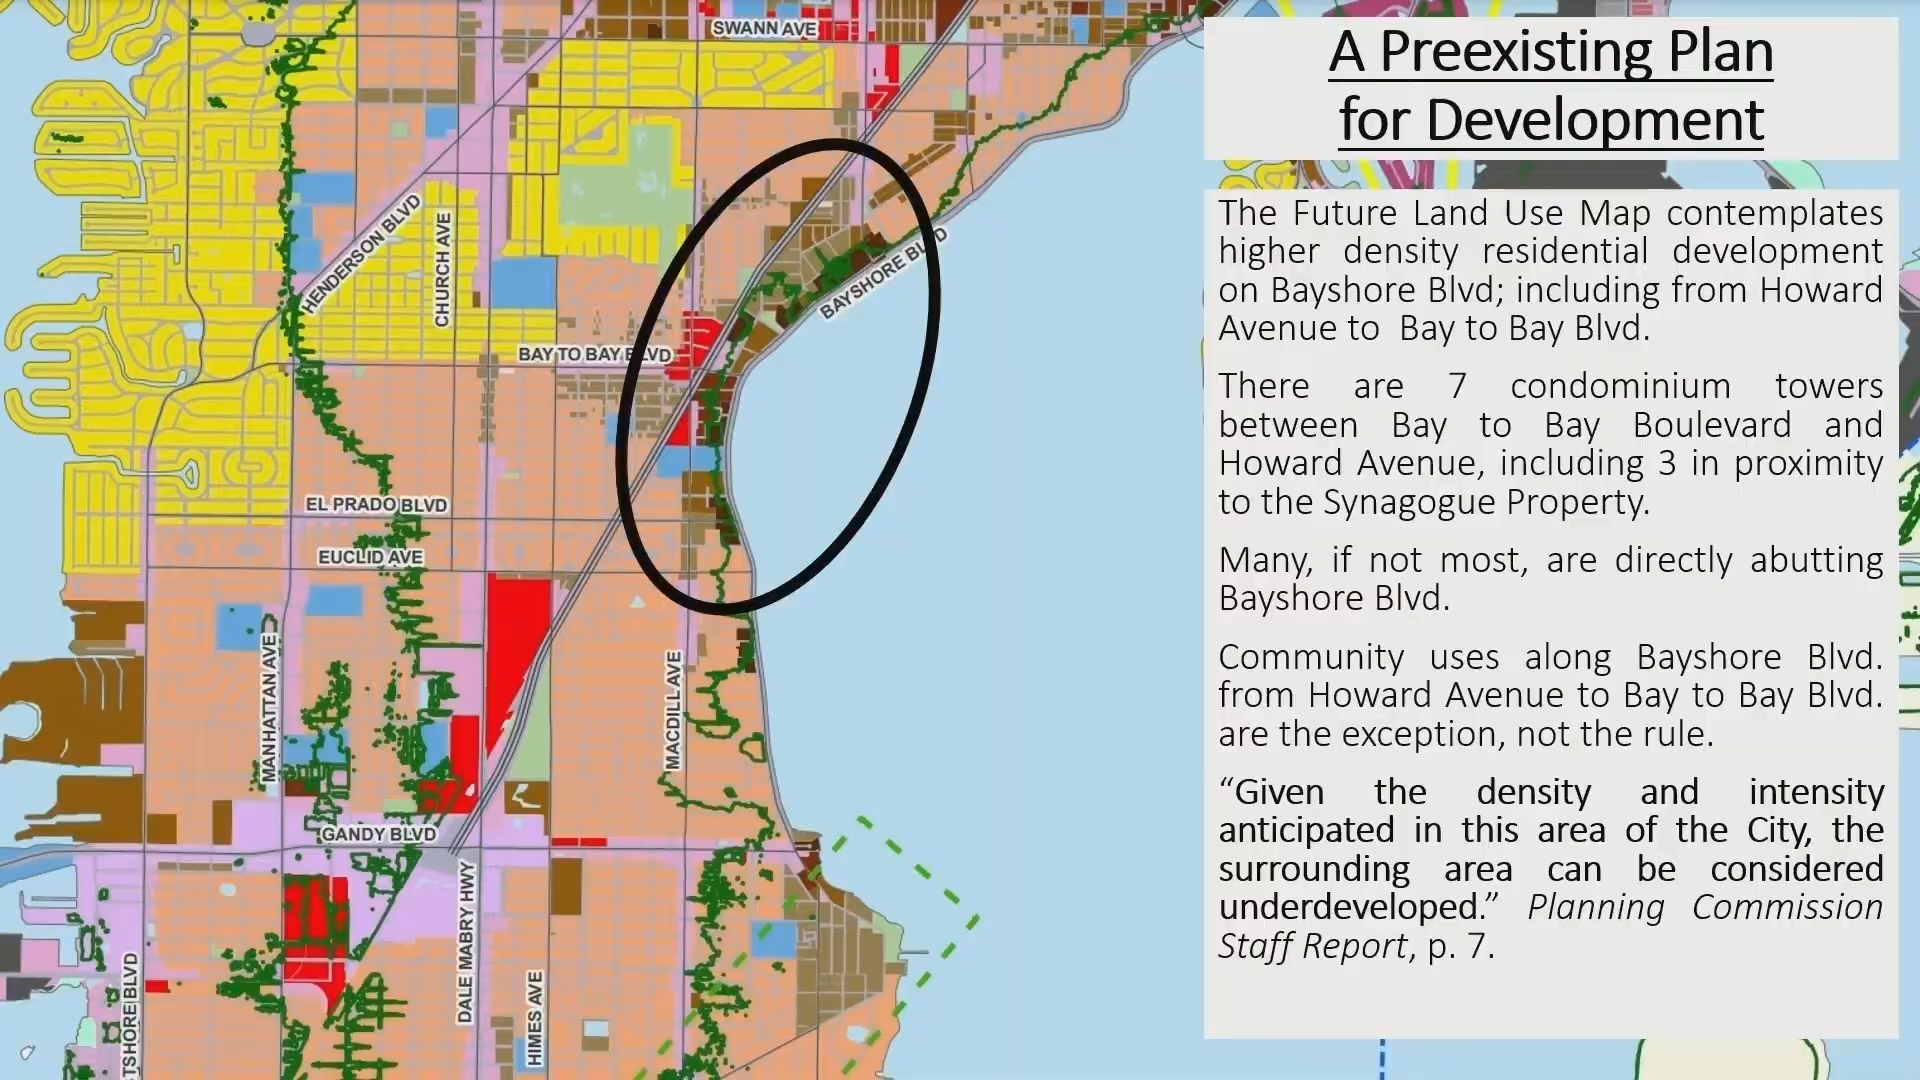 SWANN AVE
HENDERSON BLVD
CHURCH AVE
BAYSHORE BLVD
BAY TO BAY BLVD
EL PRADO BLVD
EUCLID AVE
MANHATTAN AVE
MACDILL AVE
GANDY BLVD
DALE MABRY HWY
HIMES AVE
TSHORE BLVD
A Preexisting Plan
for Development
The Future Land Use Map contemplates
higher density residential development
on Bayshore Blvd; including from Howard
Avenue to Bay to Bay Blvd.
There are 7 condominium towers
between Bay to Bay Boulevard and
Howard Avenue, including 3 in proximity
to the Synagogue Property.
Many, if not most, are directly abutting
Bayshore Blvd.
Community uses along Bayshore Blvd.
from Howard Avenue to Bay to Bay Blvd.
are the exception, not the rule.
“Given the density and intensity
anticipated in this area of the City, the
surrounding area can be considered
underdeveloped.” Planning Commission
Staff Report, p. 7.